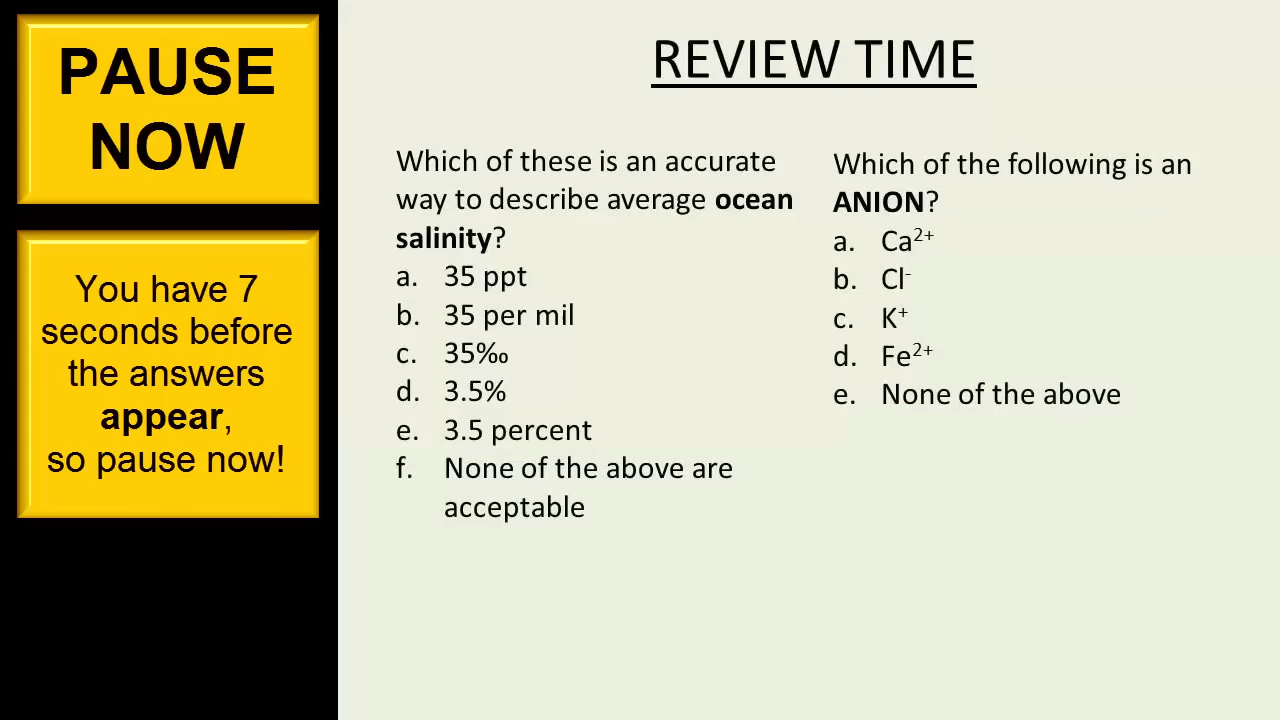 PAUSE
NOW
You have 7
seconds before
the answers
appear,
so pause now!
REVIEW TIME
Which of these is an accurate
way to describe average ocean
salinity?
a. 35 ppt
b. 35 per mil
c. 35‰
d. 3.5%
e. 3.5 percent
f. None of the above are
acceptable
Which of the following is an
ANION?
a. Ca²⁺
b. Cl⁻
c. K⁺
d. Fe²⁺
e. None of the above